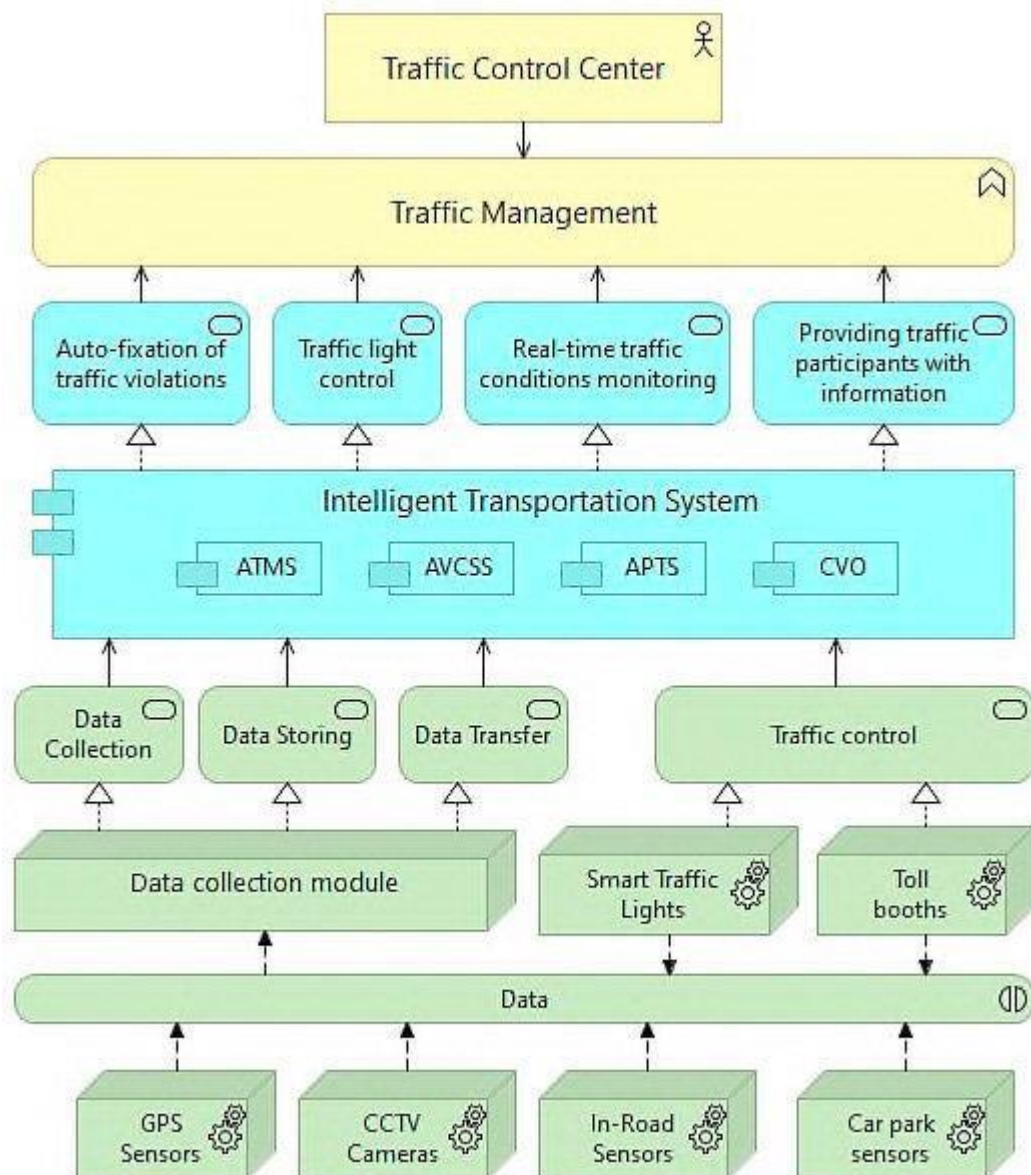 Traffic Control Center
Traffic Management
Auto-fixation of
traffic violations
Traffic light
control
Real-time traffic
conditions monitoring
Providing traffic
participants with
information
Intelligent Transportation System
ATMS
AVCSS
APTS
CVO
Data
Collection
Data Storing
Data Transfer
Traffic control
Data collection module
Smart Traffic
Lights
Toll
booths
Data
GPS
Sensors
CCTV
Cameras
In-Road
Sensors
Car park
sensors